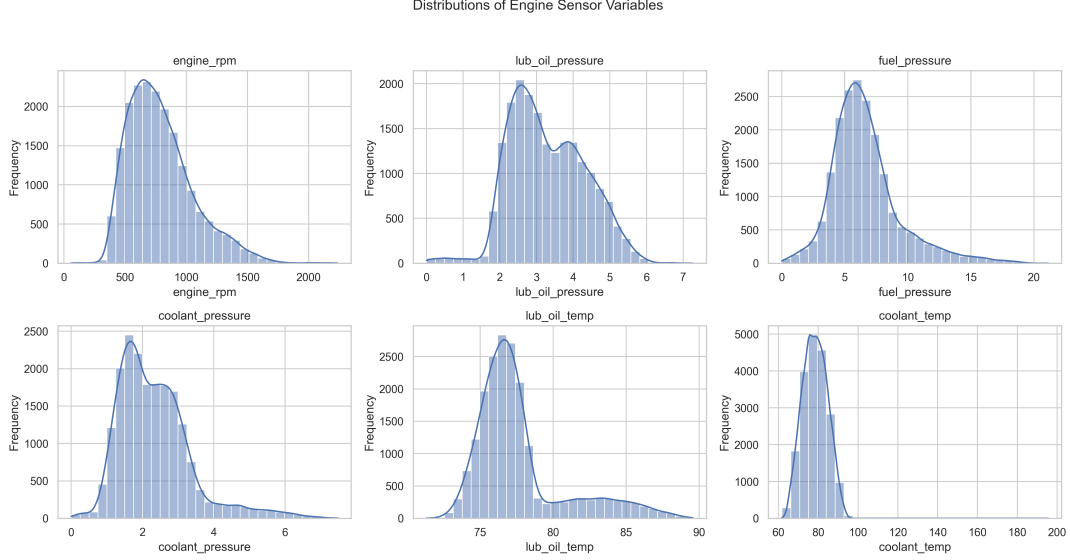 Distributions of Engine Sensor Variables
engine_rpm
Frequency
2000
1500
1000
500
0
0 500 1000 1500 2000
engine_rpm
lub_oil_pressure
Frequency
2000
1500
1000
500
0
0 1 2 3 4 5 6 7
lub_oil_pressure
fuel_pressure
Frequency
2500
2000
1500
1000
500
0
0 5 10 15 20
fuel_pressure
coolant_pressure
Frequency
2500
2000
1500
1000
500
0
0 2 4 6
coolant_pressure
lub_oil_temp
Frequency
2500
2000
1500
1000
500
0
75 80 85 90
lub_oil_temp
coolant_temp
Frequency
5000
4000
3000
2000
1000
0
60 80 100 120 140 160 180 200
coolant_temp